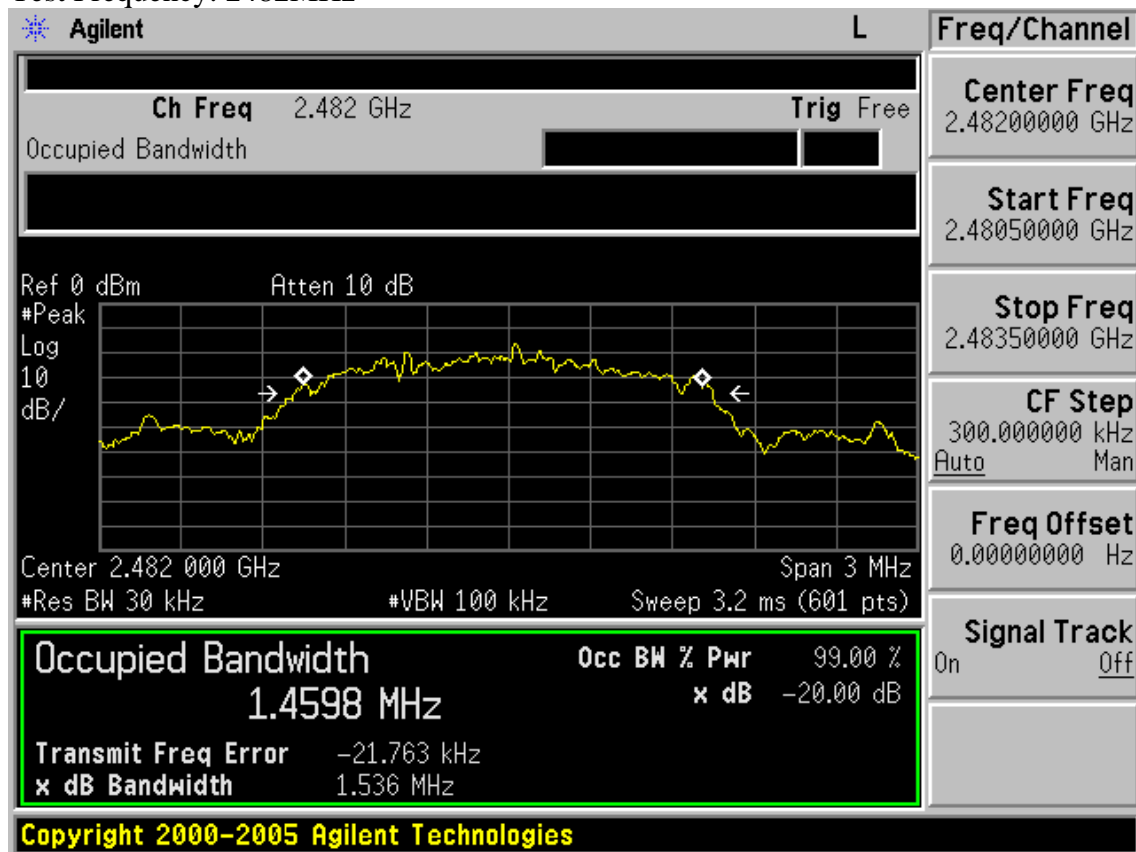 Test Frequency: 2482MHz
Agilent L Freq/Channel
Ch Freq 2.482 GHz Trig Free
Occupied Bandwidth
Center Freq
2.48200000 GHz
Start Freq
2.48050000 GHz
Stop Freq
2.48350000 GHz
CF Step
300.000000 kHz
Auto Man
Freq Offset
0.00000000 Hz
Signal Track
On Off
Ref 0 dBm Atten 10 dB
#Peak
Log
10
dB/
Center 2.482 000 GHz Span 3 MHz
#Res BW 30 kHz #VBW 100 kHz Sweep 3.2 ms (601 pts)
Occupied Bandwidth Occ BW % Pwr 99.00 %
1.4598 MHz x dB -20.00 dB
Transmit Freq Error -21.763 kHz
x dB Bandwidth 1.536 MHz
Copyright 2000-2005 Agilent Technologies